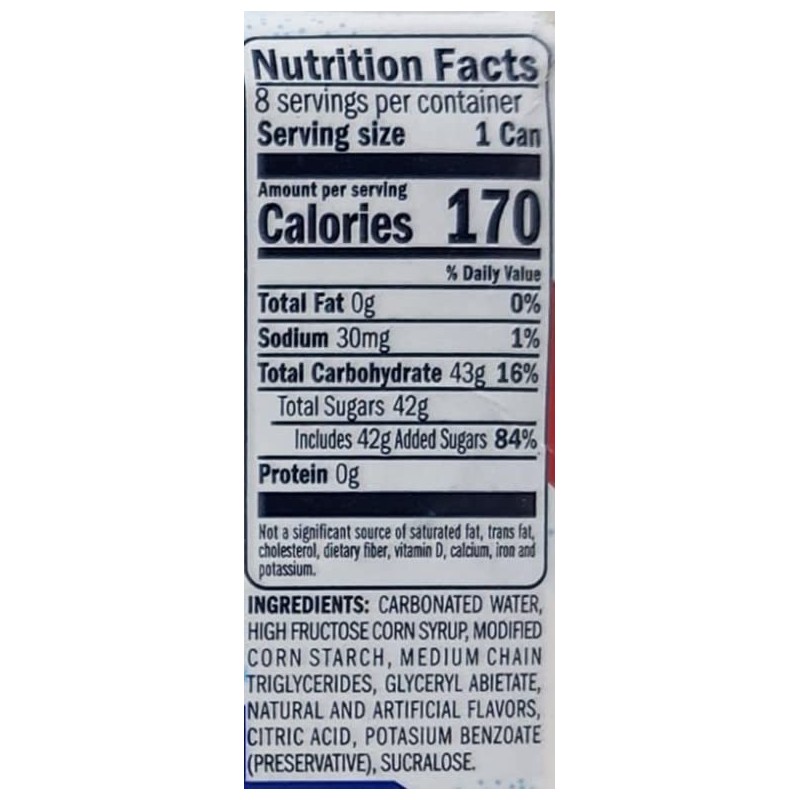 Nutrition Facts
8 servings per container
Serving size 1 Can
Amount per serving
Calories 170
% Daily Value
Total Fat 0g 0%
Sodium 30mg 1%
Total Carbohydrate 43g 16%
Total Sugars 42g
Includes 42g Added Sugars 84%
Protein 0g
Not a significant source of saturated fat, trans fat,
cholesterol, dietary fiber, vitamin D, calcium, iron and
potassium.
INGREDIENTS: CARBONATED WATER,
HIGH FRUCTOSE CORN SYRUP, MODIFIED
CORN STARCH, MEDIUM CHAIN
TRIGLYCERIDES, GLYCERYL ABIETATE,
NATURAL AND ARTIFICIAL FLAVORS,
CITRIC ACID, POTASIUM BENZOATE
(PRESERVATIVE), SUCRALOSE.